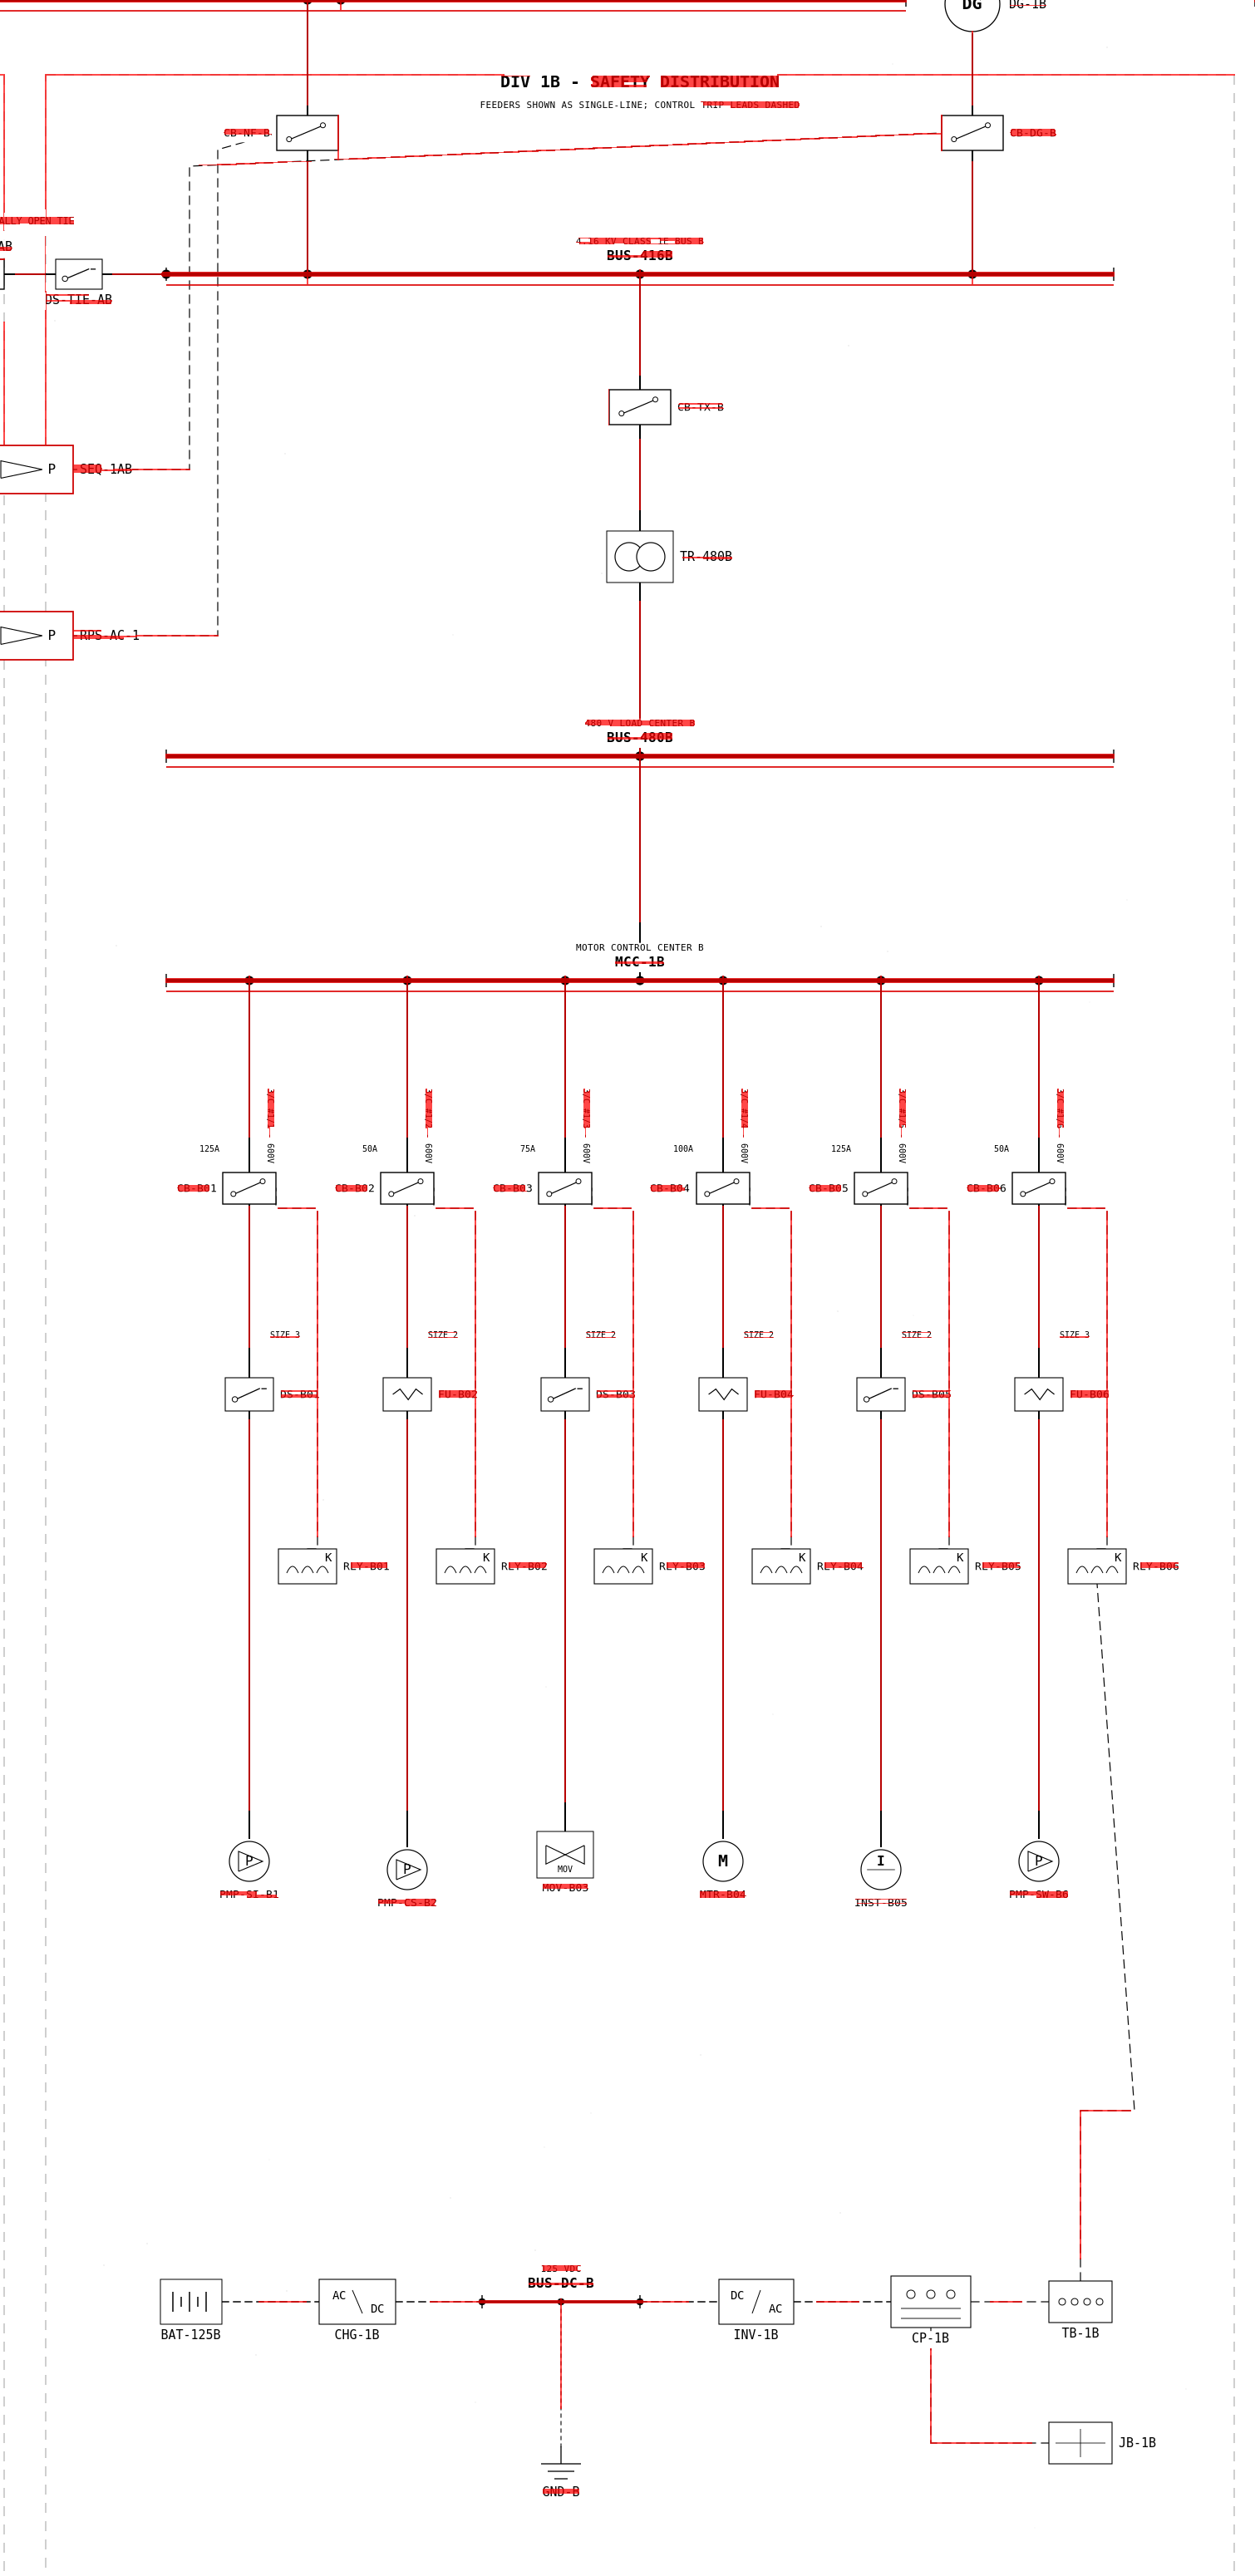 DG
DG-1B
DIV 1B - SAFETY DISTRIBUTION
FEEDERS SHOWN AS SINGLE-LINE; CONTROL TRIP LEADS DASHED
CB-NF-B
CB-DG-B
ALLY OPEN TIE
AB
4.16 KV CLASS 1E BUS B
BUS-416B
DS-TIE-AB
CB-TX-B
P
SEQ-1AB
TR-480B
P
RPS-AC-1
480 V LOAD CENTER B
BUS-480B
MOTOR CONTROL CENTER B
MCC-1B
600V 600V 600V 600V 600V 600V
125A 50A 75A 100A 125A 50A
CB-B01 CB-B02 CB-B03 CB-B04 CB-B05 CB-B06
SIZE 3 SIZE 2 SIZE 2 SIZE 2 SIZE 2 SIZE 3
DS-B01 FU-B02 DS-B03 FU-B04 DS-B05 FU-B06
K K K K K K
RLY-B01 RLY-B02 RLY-B03 RLY-B04 RLY-B05 RLY-B06
P P MOV M I P
PMP-SI-B1 PMP-CS-B2 MOV-B03 MTR-B04 INST-B05 PMP-SW-B6
125 VDC
BUS-DC-B
AC DC
DC AC
BAT-125B CHG-1B INV-1B CP-1B TB-1B
JB-1B
GND-B